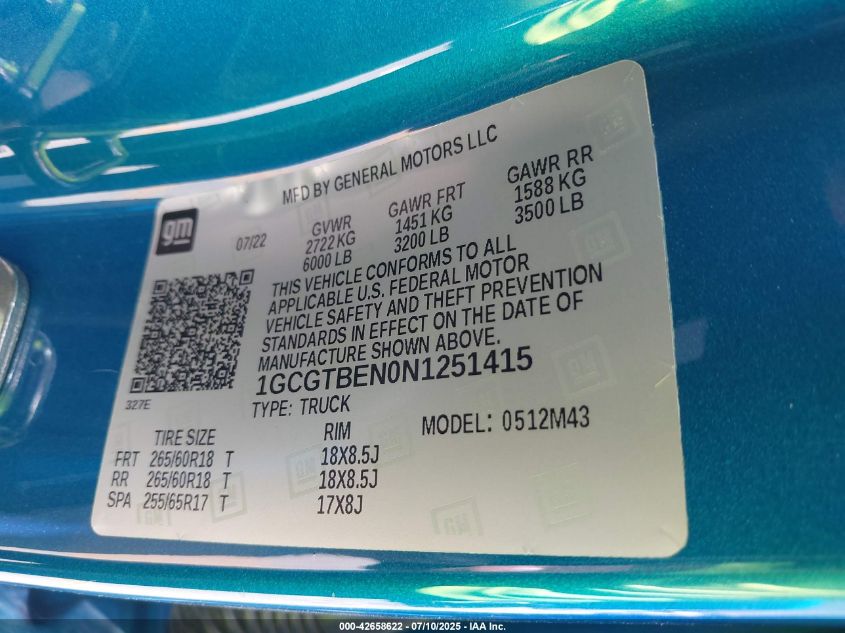 MFD BY GENERAL MOTORS LLC
gm
07/22
GVWR
2722 KG
6000 LB
GAWR FRT
1451 KG
3200 LB
GAWR RR
1588 KG
3500 LB
THIS VEHICLE CONFORMS TO ALL
APPLICABLE U.S. FEDERAL MOTOR
VEHICLE SAFETY AND THEFT PREVENTION
STANDARDS IN EFFECT ON THE DATE OF
MANUFACTURE SHOWN ABOVE.
1GCGTBEN0N1251415
327E
TYPE: TRUCK
MODEL: 0512M43
TIRE SIZE RIM
FRT 265/60R18 T 18X8.5J
RR 265/60R18 T 18X8.5J
SPA 255/65R17 T 17X8J
000-42658622 - 07/10/2025 - IAA Inc.